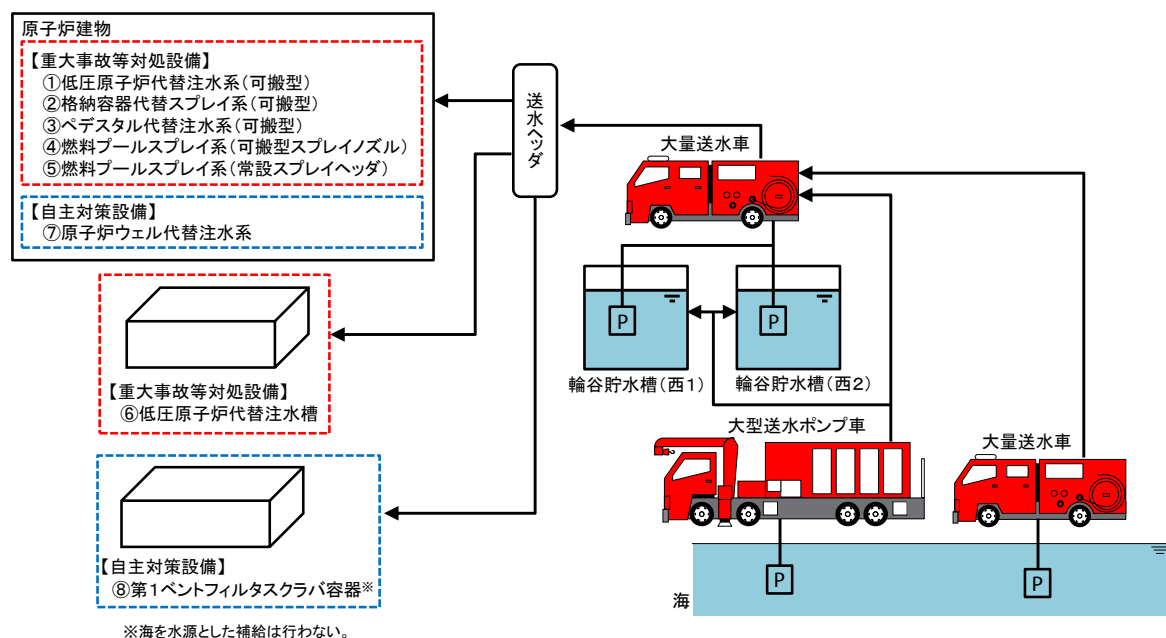 原子炉建物
【重大事故等対処設備】
①低圧原子炉代替注水系(可搬型)
②格納容器代替スプレイ系(可搬型)
③ペデスタル代替注水系(可搬型)
④燃料プールスプレイ系(可搬型スプレイノズル)
⑤燃料プールスプレイ系(常設スプレイヘッダ)
【自主対策設備】
⑦原子炉ウェル代替注水系
送水ヘッダ
大量送水車
P
P
輪谷貯水槽(西1)
輪谷貯水槽(西2)
【重大事故等対処設備】
⑥低圧原子炉代替注水槽
大型送水ポンプ車
大量送水車
【自主対策設備】
⑧第1ベントフィルタスクラバ容器※
P
P
海
※海を水源とした補給は行わない。